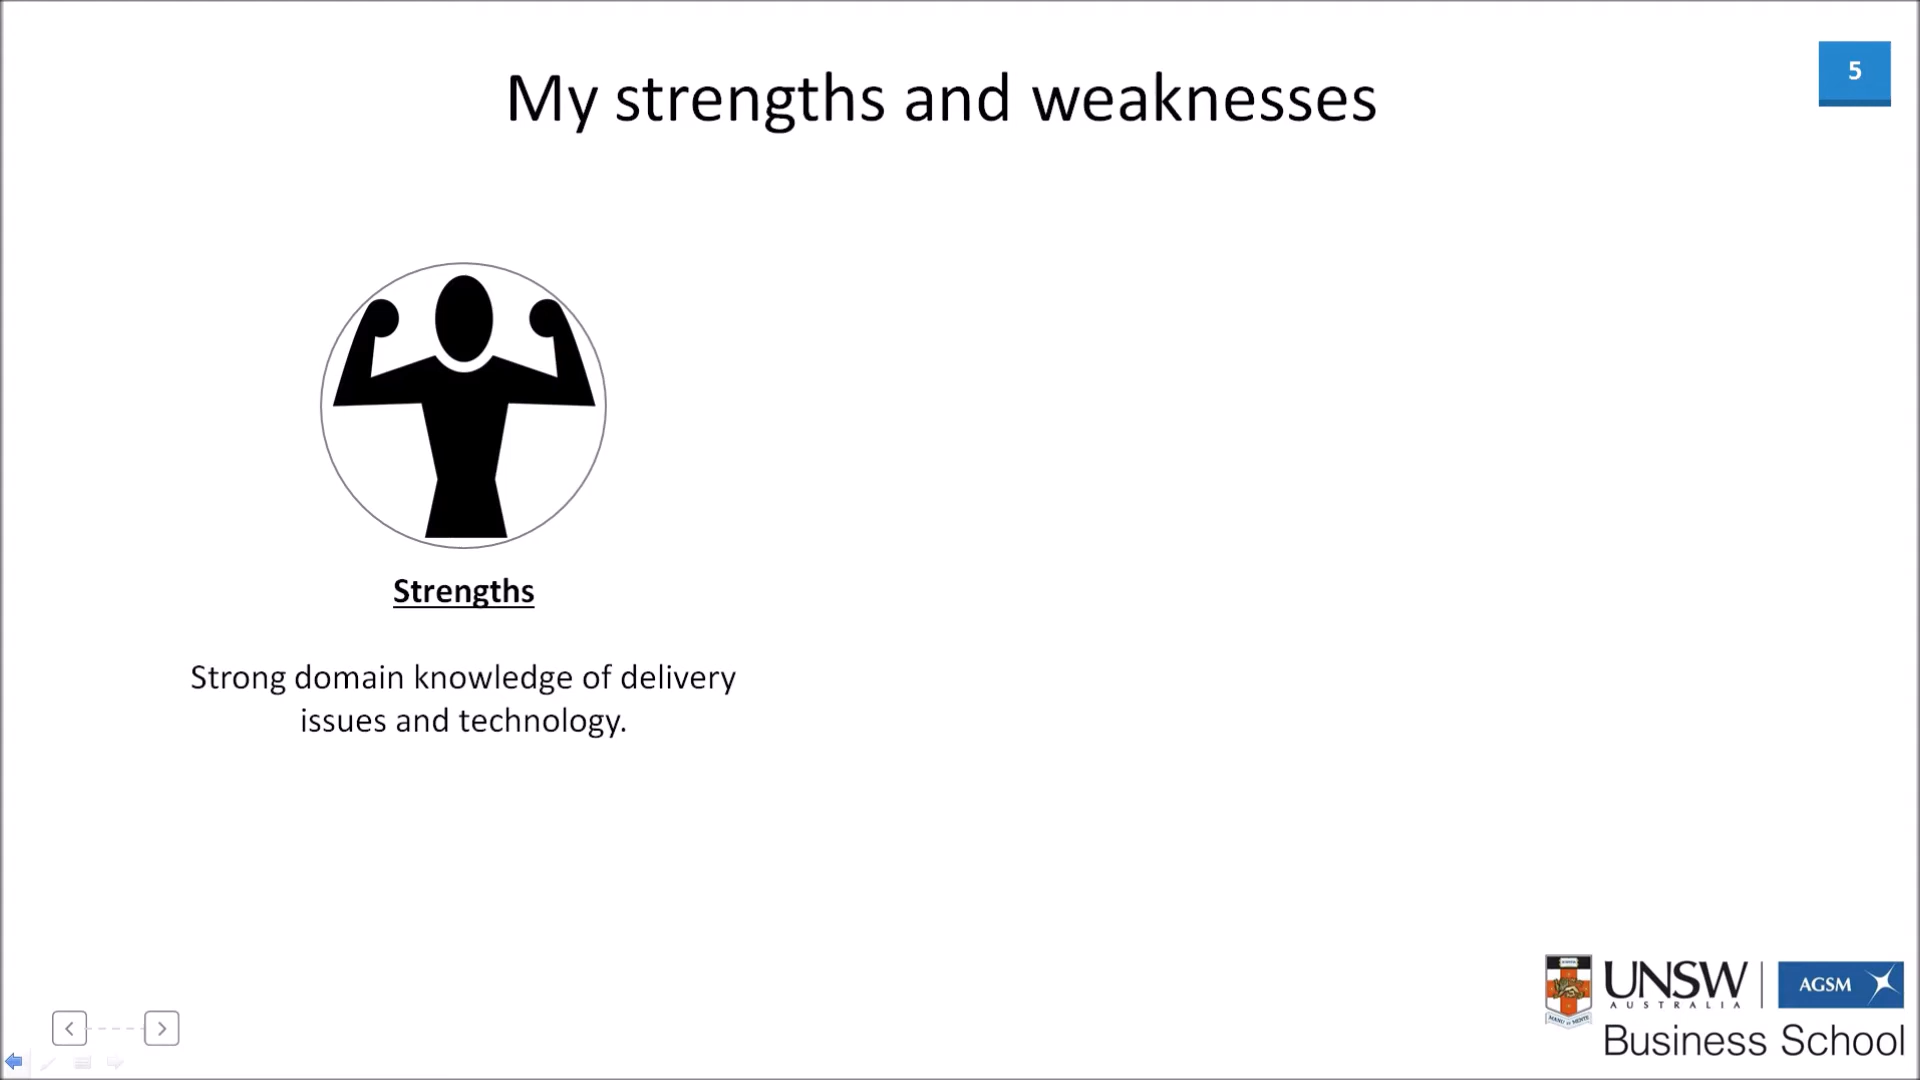 My strengths and weaknesses
5
Strengths
Strong domain knowledge of delivery
issues and technology.
UNSW
AUSTRALIA
AGSM
Business School